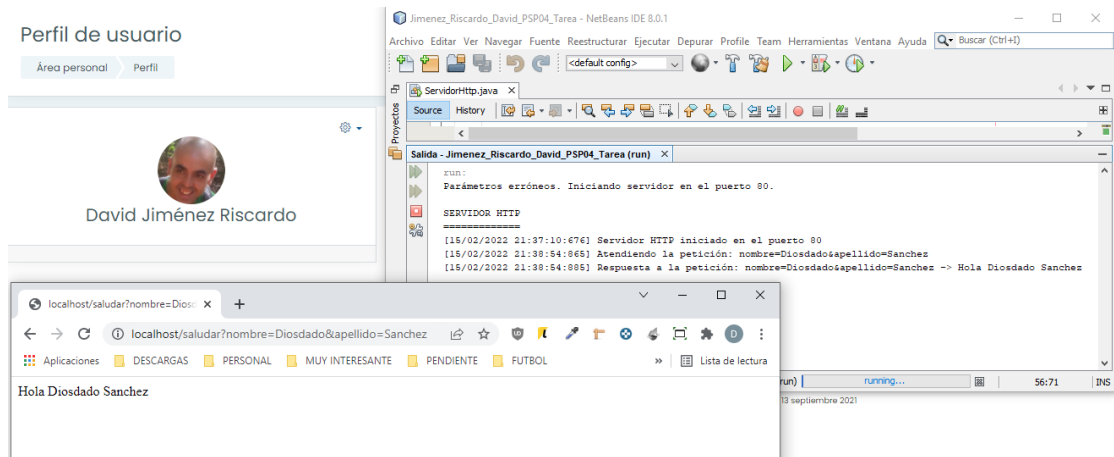 Perfil de usuario
Área personal
Perfil
David Jiménez Riscardo
Jimenez_Riscardo_David_PSP04_Tarea - NetBeans IDE 8.0.1
Archivo Editar Ver Navegar Fuente Reestructurar Ejecutar Depurar Profile Team Herramientas Ventana Ayuda Buscar (Ctrl+I)
<default config>
Proyectos
ServidorHttp.java
Source History
Salida - Jimenez_Riscardo_David_PSP04_Tarea (run)
run:
Parámetros erróneos. Iniciando servidor en el puerto 80.
SERVIDOR HTTP
=============
[15/02/2022 21:37:10:676] Servidor HTTP iniciado en el puerto 80
[15/02/2022 21:38:54:865] Atendiendo la petición: nombre=Diosdado&apellido=Sanchez
[15/02/2022 21:38:54:885] Respuesta a la petición: nombre=Diosdado&apellido=Sanchez -> Hola Diosdado Sanchez
run) running... 56:71 INS
13 septiembre 2021
localhost/saludar?nombre=Diosd
localhost/saludar?nombre=Diosdado&apellido=Sanchez
D
Aplicaciones DESCARGAS PERSONAL MUY INTERESANTE PENDIENTE FUTBOL » Lista de lectura
Hola Diosdado Sanchez